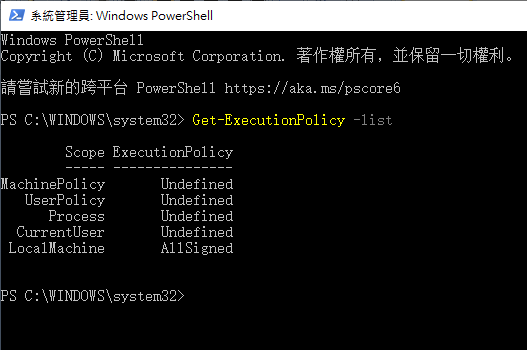 系統管理員: Windows PowerShell
Windows PowerShell
Copyright (C) Microsoft Corporation. 著作權所有，並保留一切權利。
請嘗試新的跨平台 PowerShell https://aka.ms/pscore6
PS C:\WINDOWS\system32> Get-ExecutionPolicy -list
Scope ExecutionPolicy
----- ---------------
MachinePolicy Undefined
UserPolicy Undefined
Process Undefined
CurrentUser Undefined
LocalMachine AllSigned
PS C:\WINDOWS\system32>